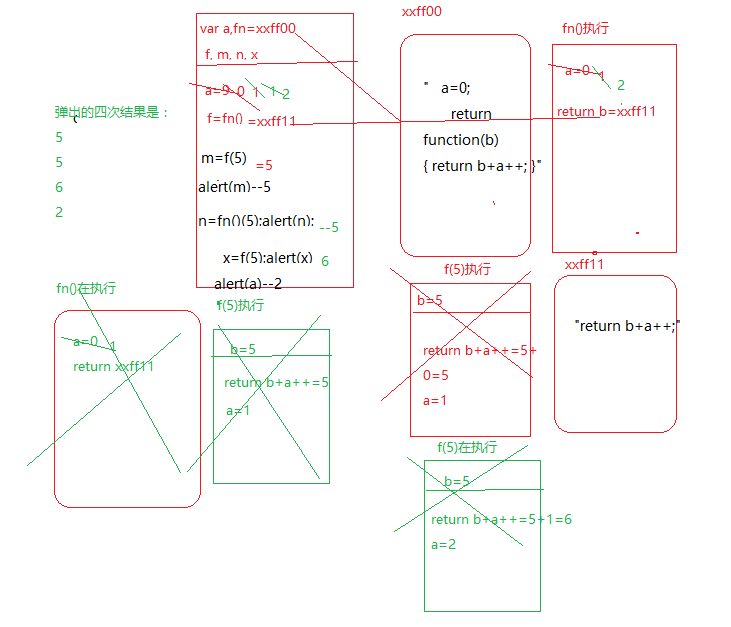 xxff00
var a,fn=xxff00
f, m, n, x
a=9 0 1 1 2
f=fn() =xxff11
m=f(5) =5
alert(m)--5
n=fn()(5);alert(n); --5
x=f(5);alert(x) 6
alert(a)--2
弹出的四次结果是：
5
5
6
2
" a=0;
return
function(b)
{ return b+a++; }"
fn()执行
a=0 1 2
return b=xxff11
xxff11
"return b+a++;"
f(5)执行
b=5
return b+a++=5+
0=5
a=1
fn()在执行
a=0 1
return xxff11
f(5)执行
b=5
return b+a++=5
a=1
f(5)在执行
b=5
return b+a++=5+1=6
a=2